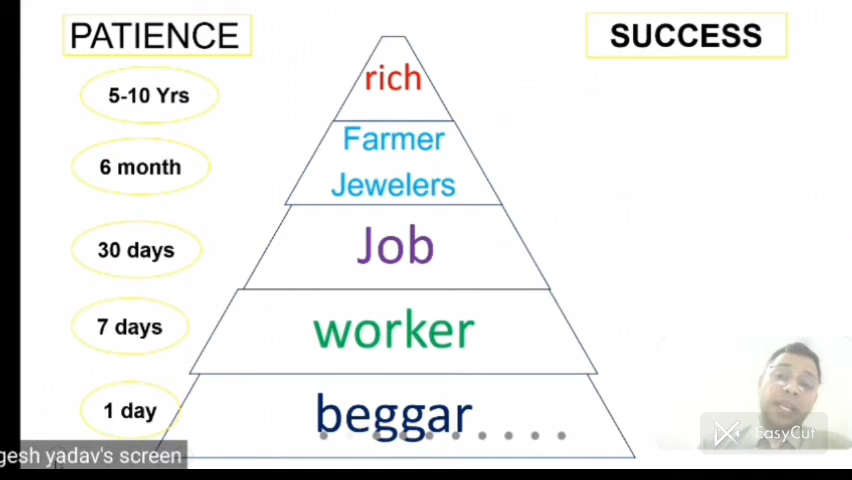 PATIENCE
SUCCESS
5-10 Yrs
rich
6 month
Farmer
Jewelers
30 days
Job
7 days
worker
1 day
beggar
EasyCut
gesh yadav's screen